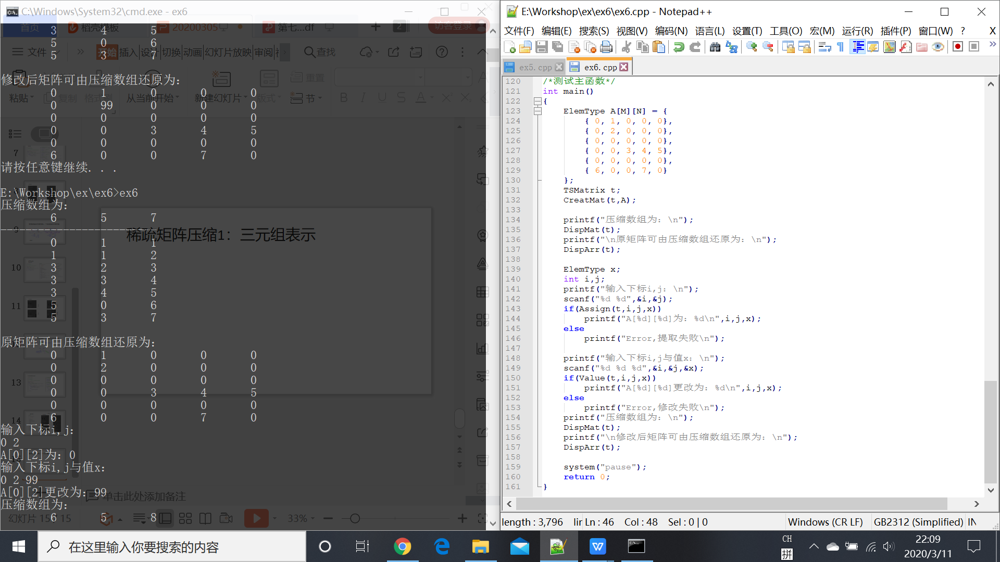 C:\Windows\System32\cmd.exe - ex6
首页
稻壳模板
20200305
第七...df
2
访客登录
文件
开始
插入
设计
切换
动画
幻灯片放映
审阅
查找
粘贴
复制
格式刷
从当前开始
新建幻灯片
版式
重置
节
3 4 5
5 0 6
5 3 7
修改后矩阵可由压缩数组还原为:
0 1 0 0 0
0 99 0 0 0
0 0 0 0 0
0 0 3 4 5
0 0 0 0 0
6 0 0 7 0
请按任意键继续. . .
E:\Workshop\ex\ex6>ex6
压缩数组为:
6 5 7
------------------------------
0 1 1
1 1 2
3 2 3
3 3 4
3 4 5
5 0 6
5 3 7
原矩阵可由压缩数组还原为:
0 1 0 0 0
0 2 0 0 0
0 0 0 0 0
0 0 3 4 5
0 0 0 0 0
6 0 0 7 0
输入下标i,j:
0 2
A[0][2]为: 0
输入下标i,j与值x:
0 2 99
A[0][2]更改为: 99
压缩数组为:
6 5 8
7
9
10
11
13
14
稀疏矩阵压缩1：三元组表示
单击此处添加备注
幻灯片 15 / 15
33%
E:\Workshop\ex\ex6\ex6.cpp - Notepad++
文件(F) 编辑(E) 搜索(S) 视图(V) 编码(N) 语言(L) 设置(T) 工具(O) 宏(M) 运行(R) 插件(P) 窗口(W) ? X
ex5.cpp ex6.cpp
120 /*测试主函数*/
121 int main()
122 {
123 ElemType A[M][N] = {
124 { 0, 1, 0, 0, 0},
125 { 0, 2, 0, 0, 0},
126 { 0, 0, 0, 0, 0},
127 { 0, 0, 3, 4, 5},
128 { 0, 0, 0, 0, 0},
129 { 6, 0, 0, 7, 0}
130 };
131 TSMatrix t;
132 CreatMat(t,A);
133
134 printf("压缩数组为: \n");
135 DispMat(t);
136 printf("\n原矩阵可由压缩数组还原为: \n");
137 DispArr(t);
138
139 ElemType x;
140 int i,j;
141 printf("输入下标i,j: \n");
142 scanf("%d %d",&i,&j);
143 if(Assign(t,i,j,x))
144 printf("A[%d][%d]为: %d\n",i,j,x);
145 else
146 printf("Error,提取失败\n");
147
148 printf("输入下标i,j与值x: \n");
149 scanf("%d %d %d",&i,&j,&x);
150 if(Value(t,i,j,x))
151 printf("A[%d][%d]更改为: %d\n",i,j,x);
152 else
153 printf("Error,修改失败\n");
154 printf("压缩数组为: \n");
155 DispMat(t);
156 printf("\n修改后矩阵可由压缩数组还原为: \n");
157 DispArr(t);
158
159 system("pause");
160 return 0;
161 }
length : 3,796 lir Ln : 46 Col : 48 Sel : 0 | 0 Windows (CR LF) GB2312 (Simplified) IN
在这里输入你要搜索的内容
CH
拼
22:09
2020/3/11